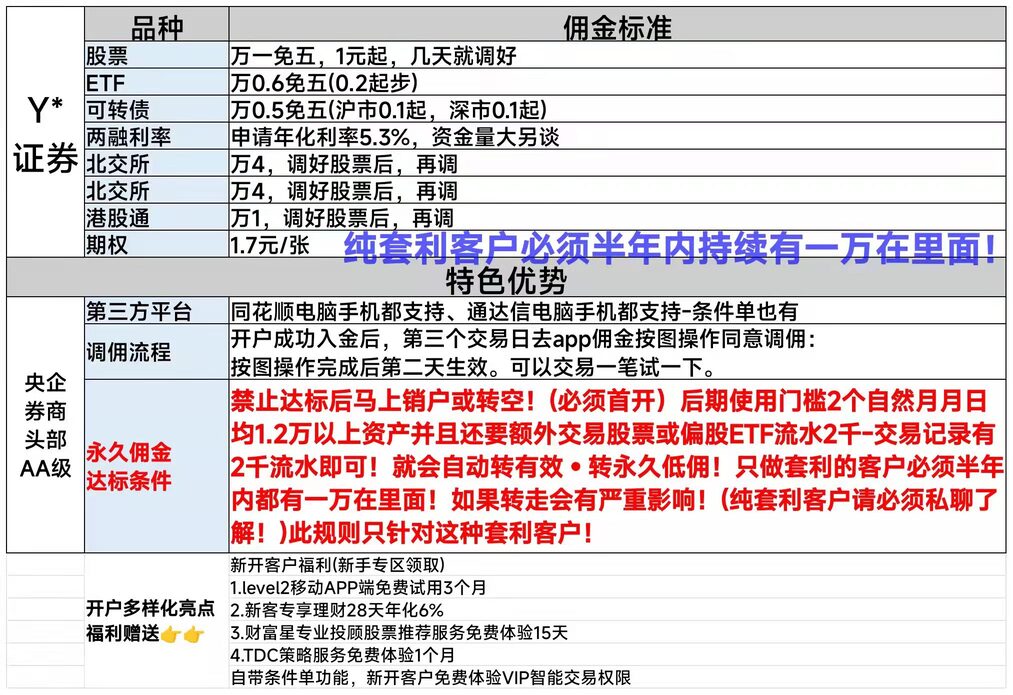 品种
佣金标准
Y*
证券
股票
万一免五，1元起，几天就调好
ETF
万0.6免五(0.2起步)
可转债
万0.5免五(沪市0.1起，深市0.1起)
两融利率
申请年化利率5.3%，资金量大另谈
北交所
万4，调好股票后，再调
北交所
万4，调好股票后，再调
港股通
万1，调好股票后，再调
期权
1.7元/张
纯套利客户必须半年内持续有一万在里面！
特色优势
央企
券商
头部
AA级
第三方平台
同花顺电脑手机都支持、通达信电脑手机都支持-条件单也有
调佣流程
开户成功入金后，第三个交易日去app佣金按图操作同意调佣：
按图操作完成后第二天生效。可以交易一笔试一下。
永久佣金
达标条件
禁止达标后马上销户或转空！(必须首开）后期使用门槛2个自然月月日
均1.2万以上资产并且还要额外交易股票或偏股ETF流水2千-交易记录有
2千流水即可！就会自动转有效•转永久低佣！只做套利的客户必须半年
内都有一万在里面！如果转走会有严重影响！(纯套利客户请必须私聊了
解！)此规则只针对这种套利客户！
开户多样化亮点
福利赠送👉👉
新开客户福利(新手专区领取)
1.level2移动APP端免费试用3个月
2.新客专享理财28天年化6%
3.财富星专业投顾股票推荐服务免费体验15天
4.TDC策略服务免费体验1个月
自带条件单功能，新开客户免费体验VIP智能交易权限